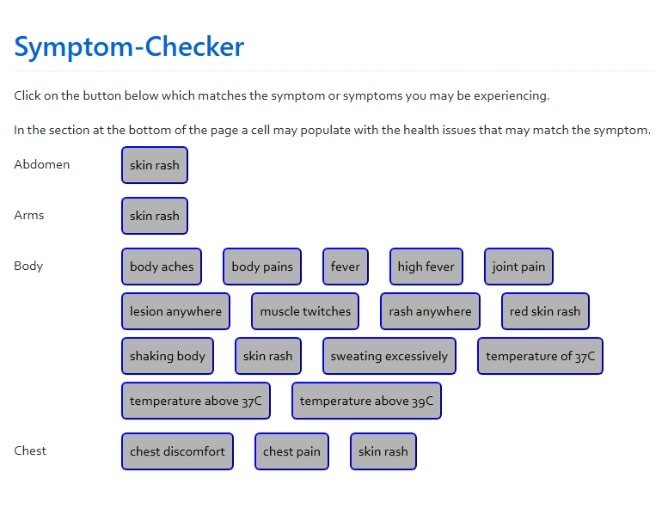 Symptom-Checker
Click on the button below which matches the symptom or symptoms you may be experiencing.
In the section at the bottom of the page a cell may populate with the health issues that may match the symptom.
Abdomen skin rash
Arms skin rash
Body body aches body pains fever high fever joint pain
lesion anywhere muscle twitches rash anywhere red skin rash
shaking body skin rash sweating excessively temperature of 37C
temperature above 37C temperature above 39C
Chest chest discomfort chest pain skin rash